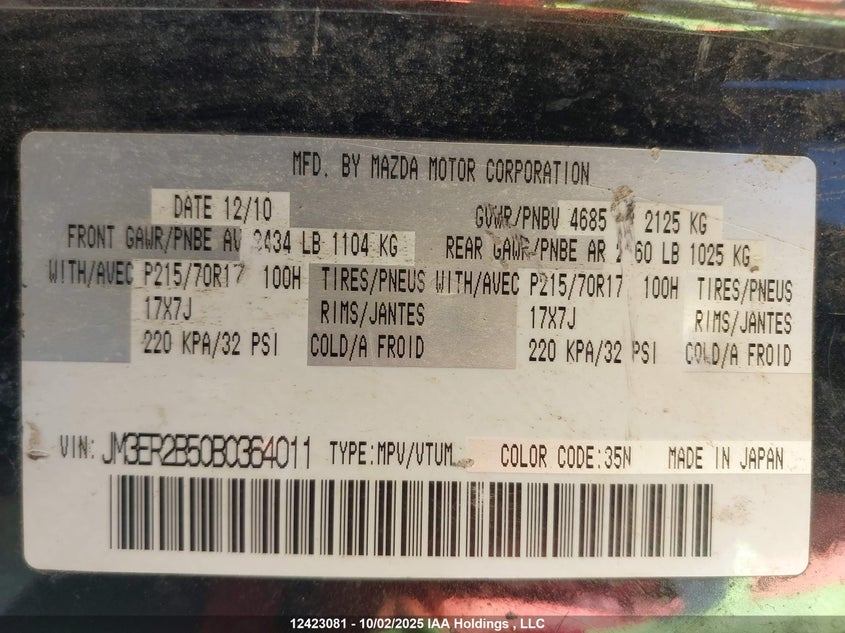 MFD. BY MAZDA MOTOR CORPORATION
DATE 12/10 GVWR/PNBV 4685 2125 KG
FRONT GAWR/PNBE AV 2434 LB 1104 KG REAR GAWR/PNBE AR LB 1025 KG
WITH/AVEC P215/70R17 100H TIRES/PNEUS WITH/AVEC P215/70R17 100H TIRES/PNEUS
17X7J RIMS/JANTES 17X7J RIMS/JANTES
220 KPA/32 PSI COLD/A FROID 220 KPA/32 PSI COLD/A FROID
VIN: JM3ER2B50B0364011 TYPE:MPV/VTUM COLOR CODE:35N MADE IN JAPAN
12423081 - 10/02/2025 IAA Holdings , LLC